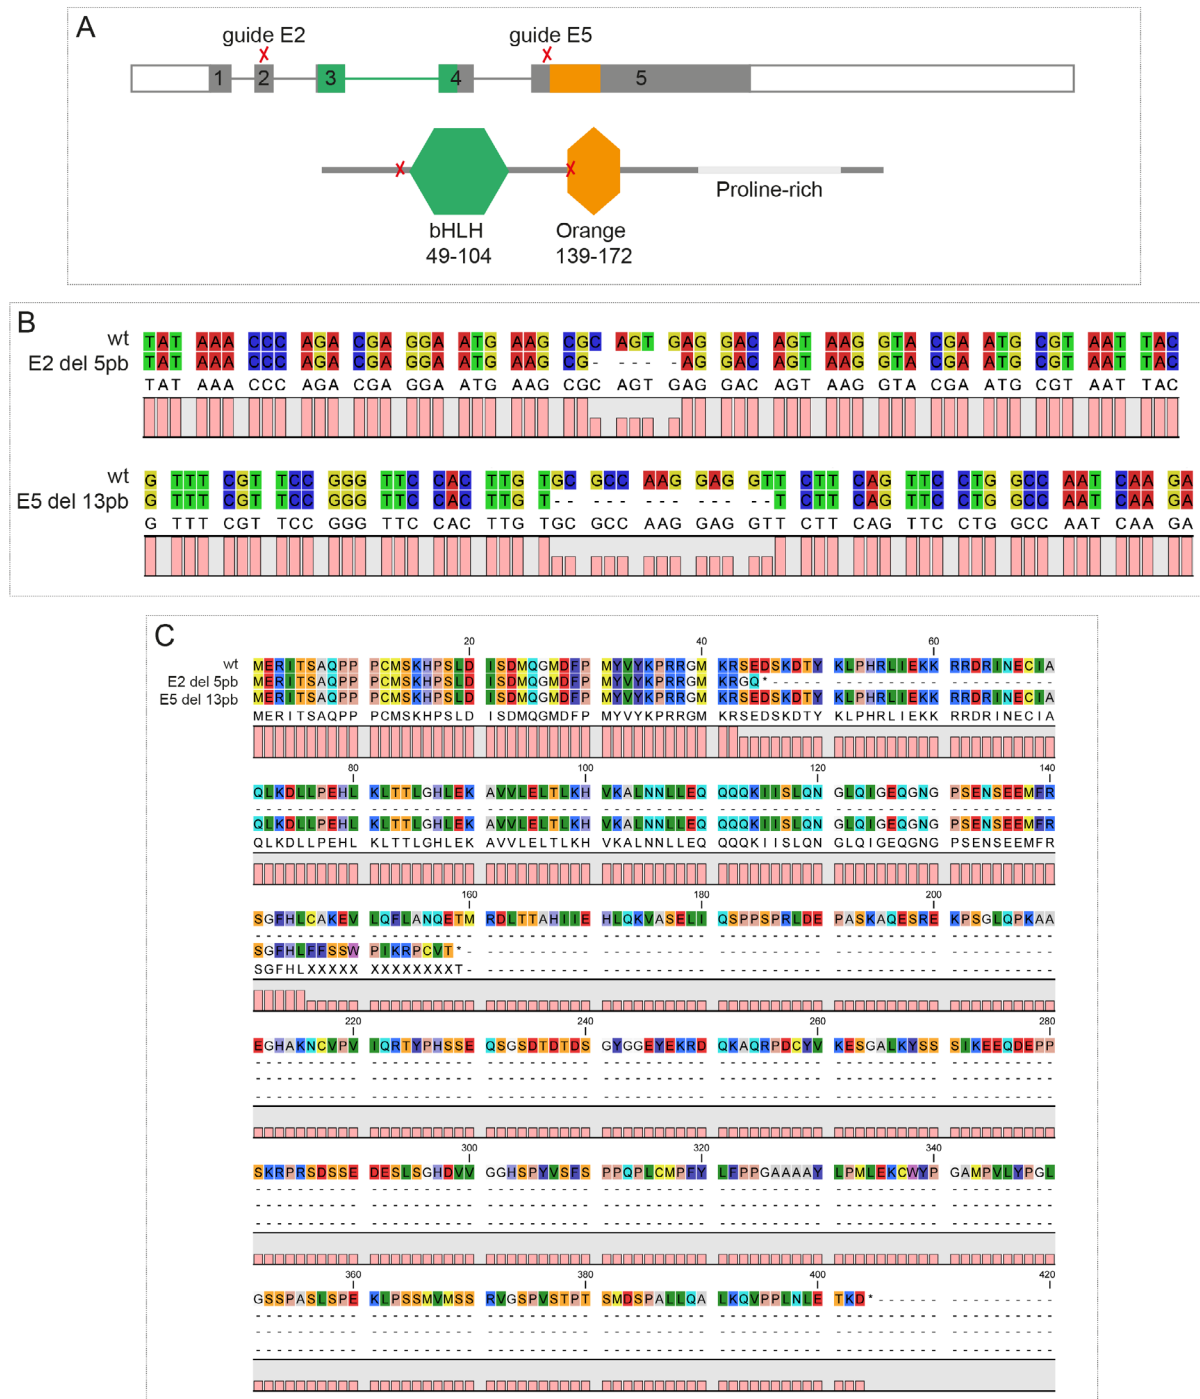 A
guide E2 guide E5
1 2 3 4 5
Proline-rich
bHLH Orange
49-104 139-172
B
wt TAT AAA CCC AGA CGA GGA ATG AAG CGC AGT GAG GAC AGT AAG GTA CGA ATG CGT AAT TAC
E2 del 5pb TAT AAA CCC AGA CGA GGA ATG AAG CG- --- -AG GAC AGT AAG GTA CGA ATG CGT AAT TAC
TAT AAA CCC AGA CGA GGA ATG AAG CGC AGT GAG GAC AGT AAG GTA CGA ATG CGT AAT TAC
wt G TTT CGT TCC GGG TTC CAC TTG TGC GCC AAG GAG GTT CTT CAG TTC CTG GCC AAT CAA GA
E5 del 13pb G TTT CGT TCC GGG TTC CAC TTG T-- --- --- --- --T CTT CAG TTC CTG GCC AAT CAA GA
G TTT CGT TCC GGG TTC CAC TTG TGC GCC AAG GAG GTT CTT CAG TTC CTG GCC AAT CAA GA
C
20 40 60
wt MERITSAQPP PCMSKHPSLD ISDMQGMDFP MYVYKPRRGM KRSEDSKDTY KLPHRLIEKK RRDRINECIA
E2 del 5pb MERITSAQPP PCMSKHPSLD ISDMQGMDFP MYVYKPRRGM KRGQ*----- ---------- ----------
E5 del 13pb MERITSAQPP PCMSKHPSLD ISDMQGMDFP MYVYKPRRGM KRSEDSKDTY KLPHRLIEKK RRDRINECIA
MERITSAQPP PCMSKHPSLD ISDMQGMDFP MYVYKPRRGM KRSEDSKDTY KLPHRLIEKK RRDRINECIA
80 100 120 140
QLKDLLPEHL KLTTLGHLEK AVVLELTLKH VKALNNLLEQ QQQKIISLQN GLQIGEQGNG PSENSEEMFR
---------- ---------- ---------- ---------- ---------- ---------- ----------
QLKDLLPEHL KLTTLGHLEK AVVLELTLKH VKALNNLLEQ QQQKIISLQN GLQIGEQGNG PSENSEEMFR
QLKDLLPEHL KLTTLGHLEK AVVLELTLKH VKALNNLLEQ QQQKIISLQN GLQIGEQGNG PSENSEEMFR
160 180 200
SGFHLCAKEV LQFLANQETM RDLTTAHIIE HLQKVASELI QSPPSPRLDE PASKAQESRE KPSGLQPKAA
---------- ---------- ---------- ---------- ---------- ---------- ----------
SGFHLFFSSW PIKRPCVT*- ---------- ---------- ---------- ---------- ----------
SGFHLXXXXX XXXXXXXXT- ---------- ---------- ---------- ---------- ----------
220 240 260 280
EGHAKNCVPV IQRTYPHSSE QSGSDTDTDS GYGGEYEKRD QKAQRPDCYV KESGALKYSS SIKEEQDEPP
---------- ---------- ---------- ---------- ---------- ---------- ----------
---------- ---------- ---------- ---------- ---------- ---------- ----------
---------- ---------- ---------- ---------- ---------- ---------- ----------
300 320 340
SKRPRSDSSE DESLSGHDVV GGHSPYVSFS PPQPLCMPFY LFPPGAAAAY LPMLEKCWYP GAMPVLYPGL
---------- ---------- ---------- ---------- ---------- ---------- ----------
---------- ---------- ---------- ---------- ---------- ---------- ----------
---------- ---------- ---------- ---------- ---------- ---------- ----------
360 380 400 420
GSSPASLSPE KLPSSMVMSS RVGSPVSTPT SMDSPALLQA LKQVPPLNLE TKD*------ ----------
---------- ---------- ---------- ---------- ---------- ---------- ----------
---------- ---------- ---------- ---------- ---------- ---------- ----------
---------- ---------- ---------- ---------- ---------- ---------- ----------